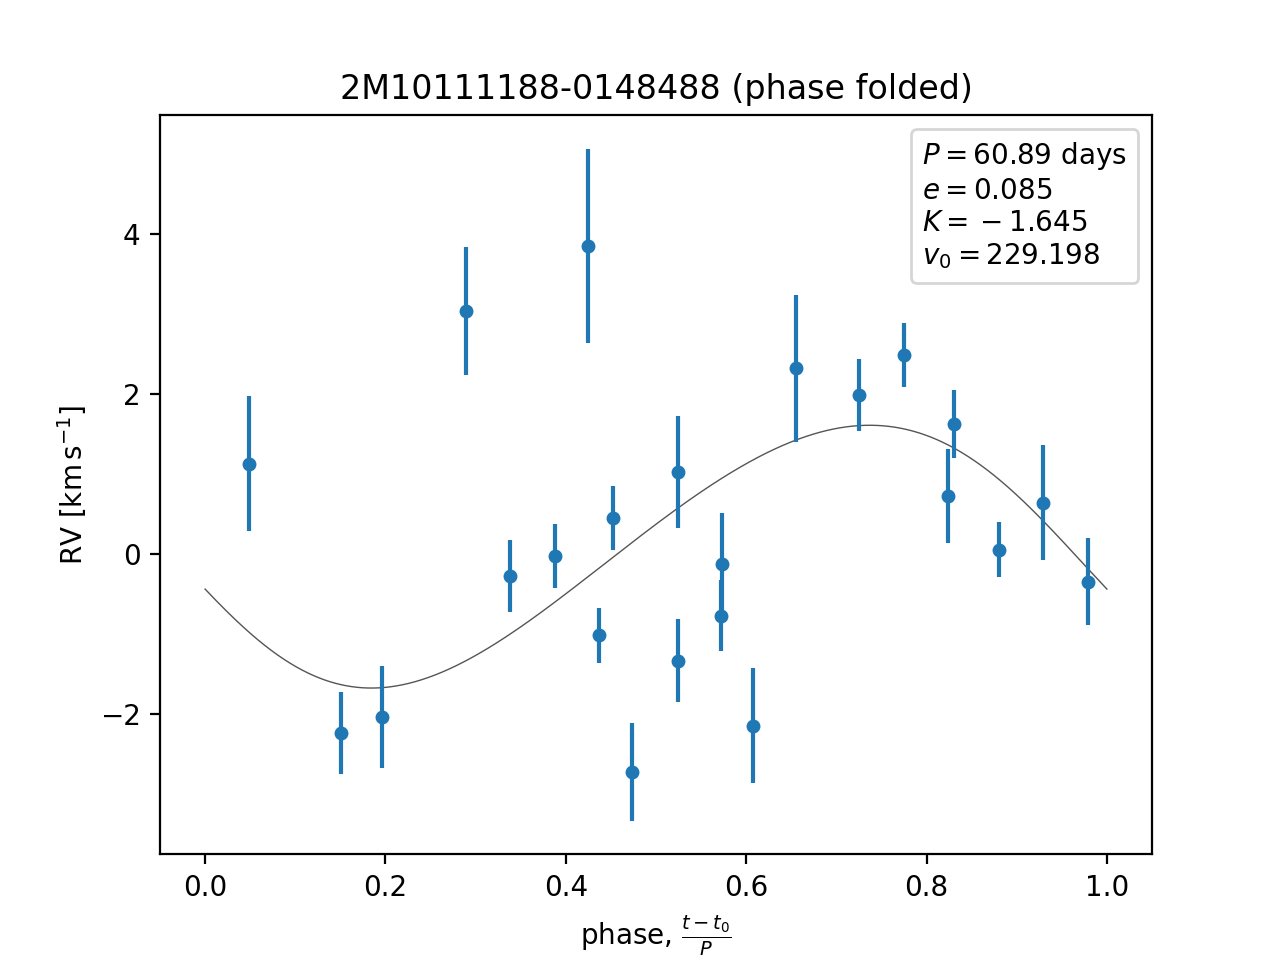 2M10111188-0148488 (phase folded)
P = 60.89 days
e = 0.085
K = −1.645
v₀ = 229.198
RV [km s⁻¹]
4
2
0
−2
0.0 0.2 0.4 0.6 0.8 1.0
phase, (t − t₀)/P